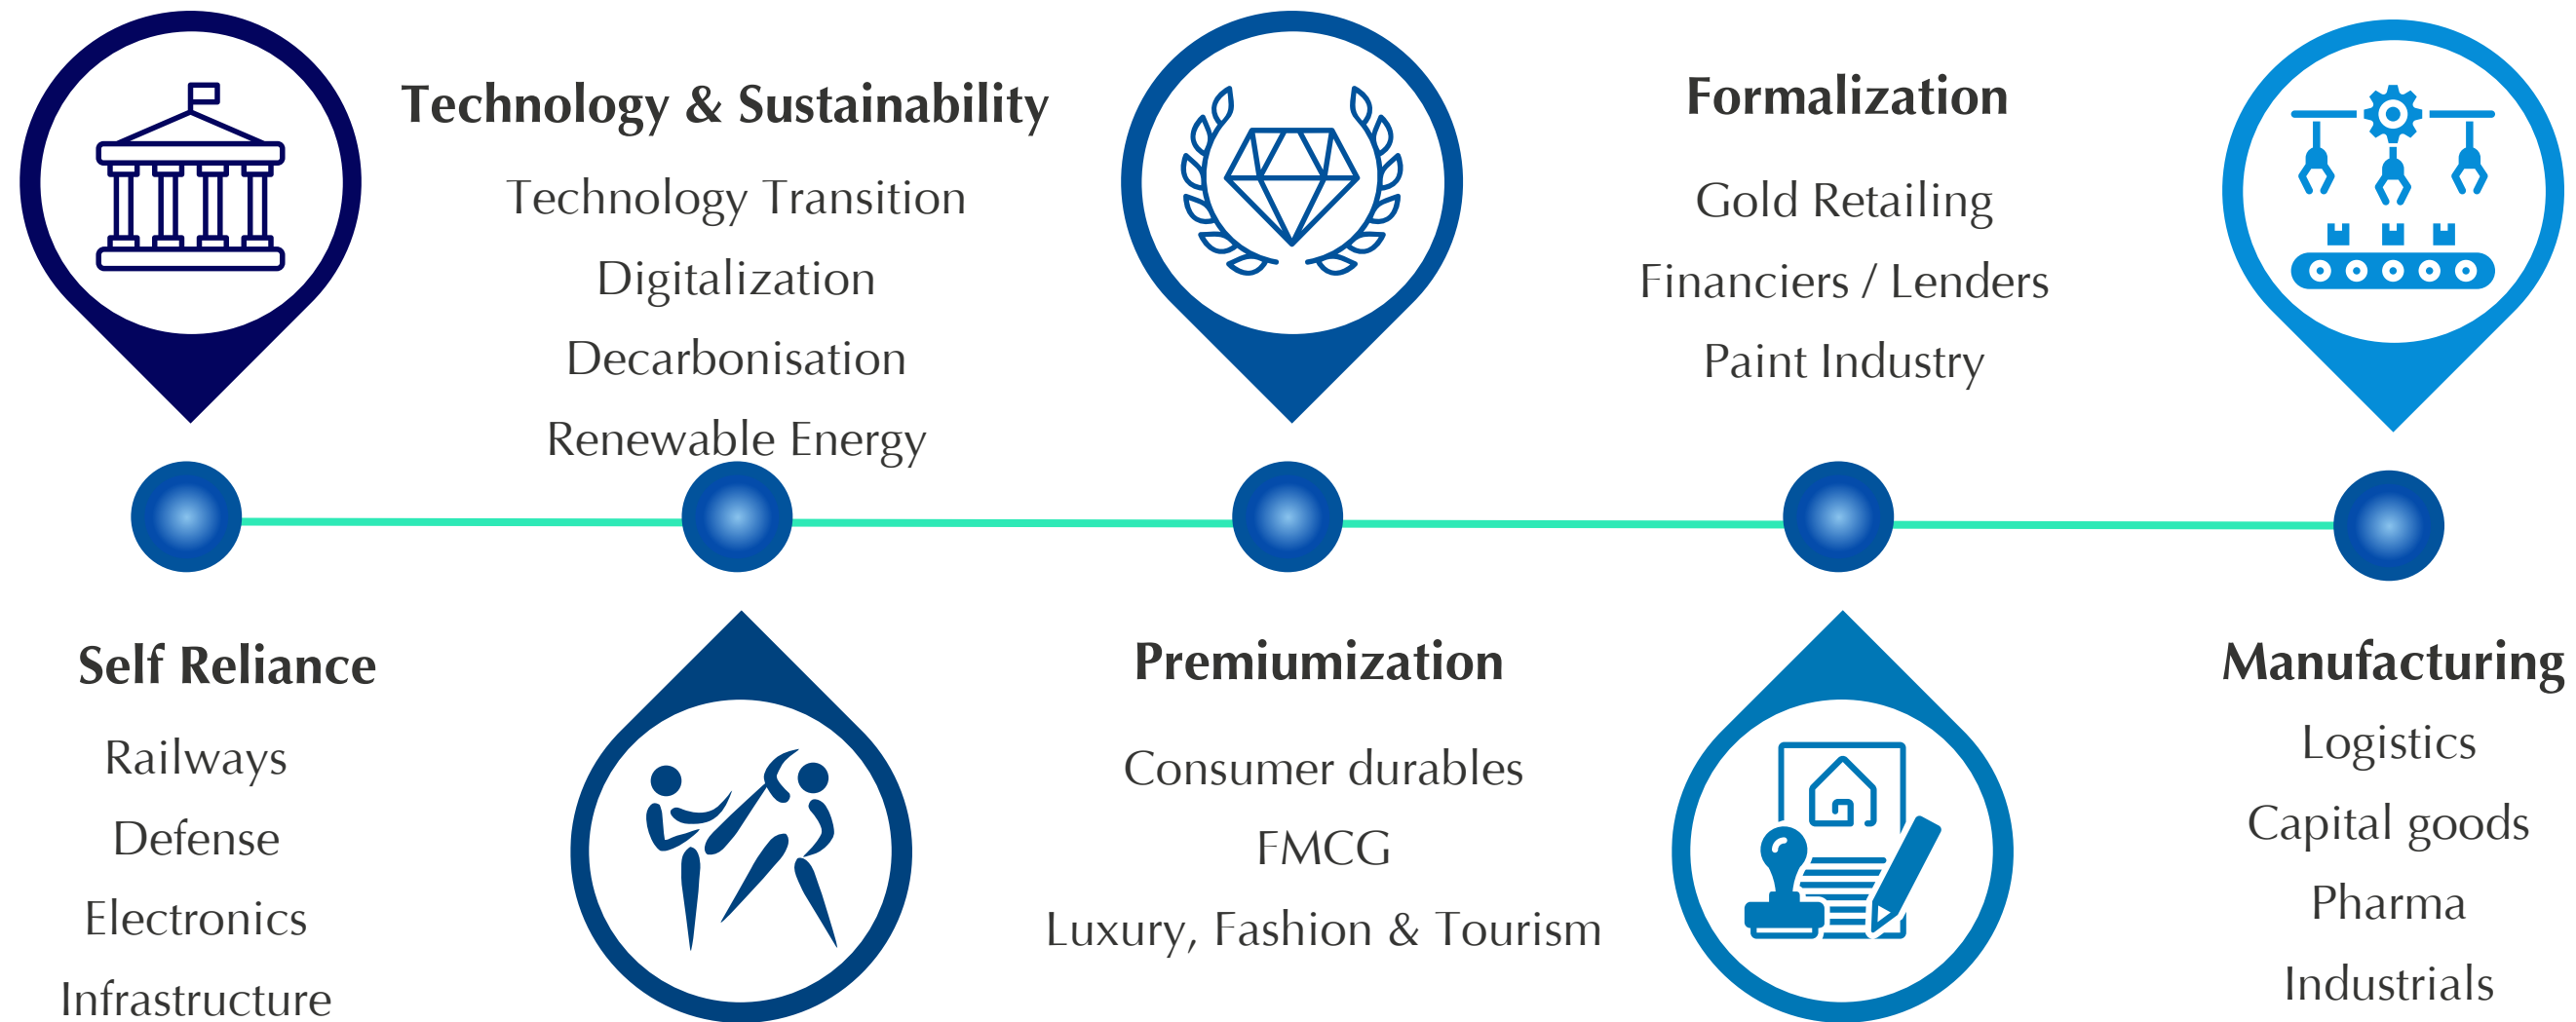 Technology & Sustainability
Technology Transition
Digitalization
Decarbonisation
Renewable Energy
Formalization
Gold Retailing
Financiers / Lenders
Paint Industry
Self Reliance
Railways
Defense
Electronics
Infrastructure
Premiumization
Consumer durables
FMCG
Luxury, Fashion & Tourism
Manufacturing
Logistics
Capital goods
Pharma
Industrials